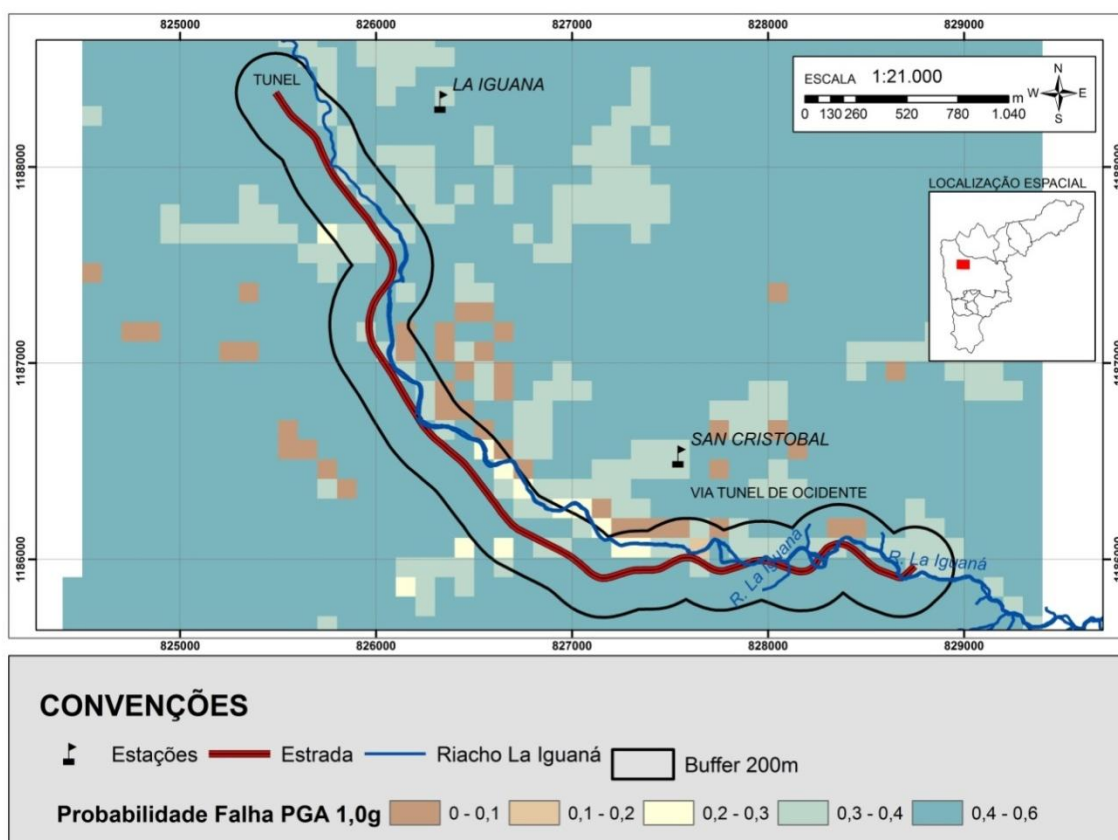 825000 826000 827000 828000 829000
TUNEL
LA IGUANA
ESCALA 1:21.000
0 130 260 520 780 1.040 m
N
W E
S
1188000 1188000
LOCALIZAÇÃO ESPACIAL
1187000 1187000
SAN CRISTOBAL
VIA TUNEL DE OCIDENTE
1186000 1186000
R. La Iguaná
R. La Iguaná
825000 826000 827000 828000 829000
CONVENÇÕES
Estações Estrada Riacho La Iguaná Buffer 200m
Probabilidade Falha PGA 1,0g 0 - 0,1 0,1 - 0,2 0,2 - 0,3 0,3 - 0,4 0,4 - 0,6